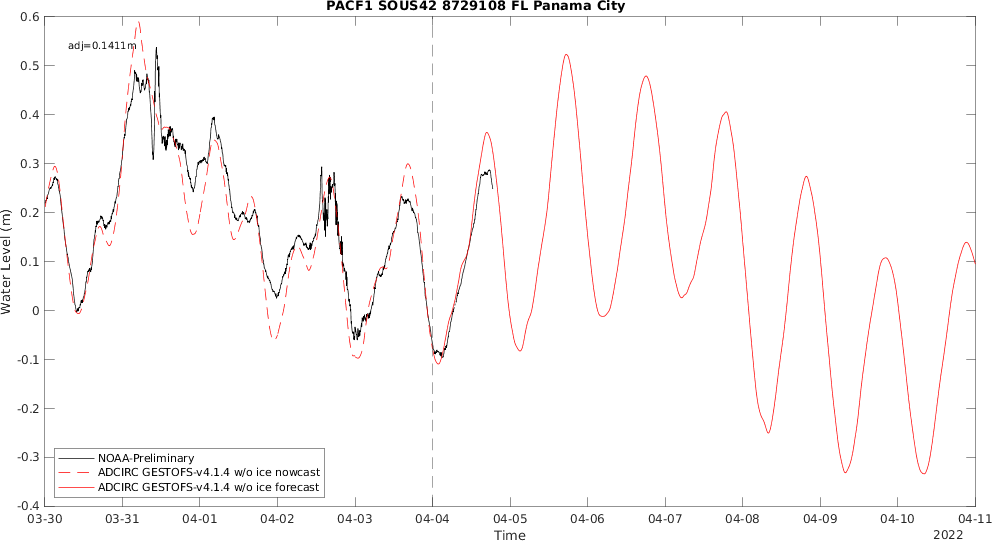 PACF1 SOUS42 8729108 FL Panama City
adj=0.1411m
Water Level (m)
0.6
0.5
0.4
0.3
0.2
0.1
0
-0.1
-0.2
-0.3
-0.4
NOAA-Preliminary
ADCIRC GESTOFS-v4.1.4 w/o ice nowcast
ADCIRC GESTOFS-v4.1.4 w/o ice forecast
03-30 03-31 04-01 04-02 04-03 04-04 04-05 04-06 04-07 04-08 04-09 04-10 04-11
Time
2022